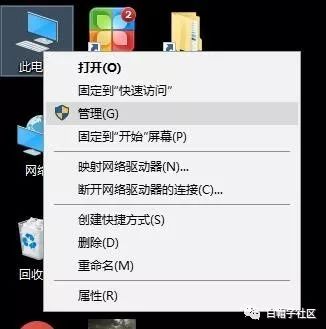 2
此电
打开(O)
固定到"快速访问"
管理(G)
固定到"开始"屏幕(P)
网络
映射网络驱动器(N)...
断开网络驱动器的连接(C)...
创建快捷方式(S)
删除(D)
回收
重命名(M)
属性(R)
白帽子社区